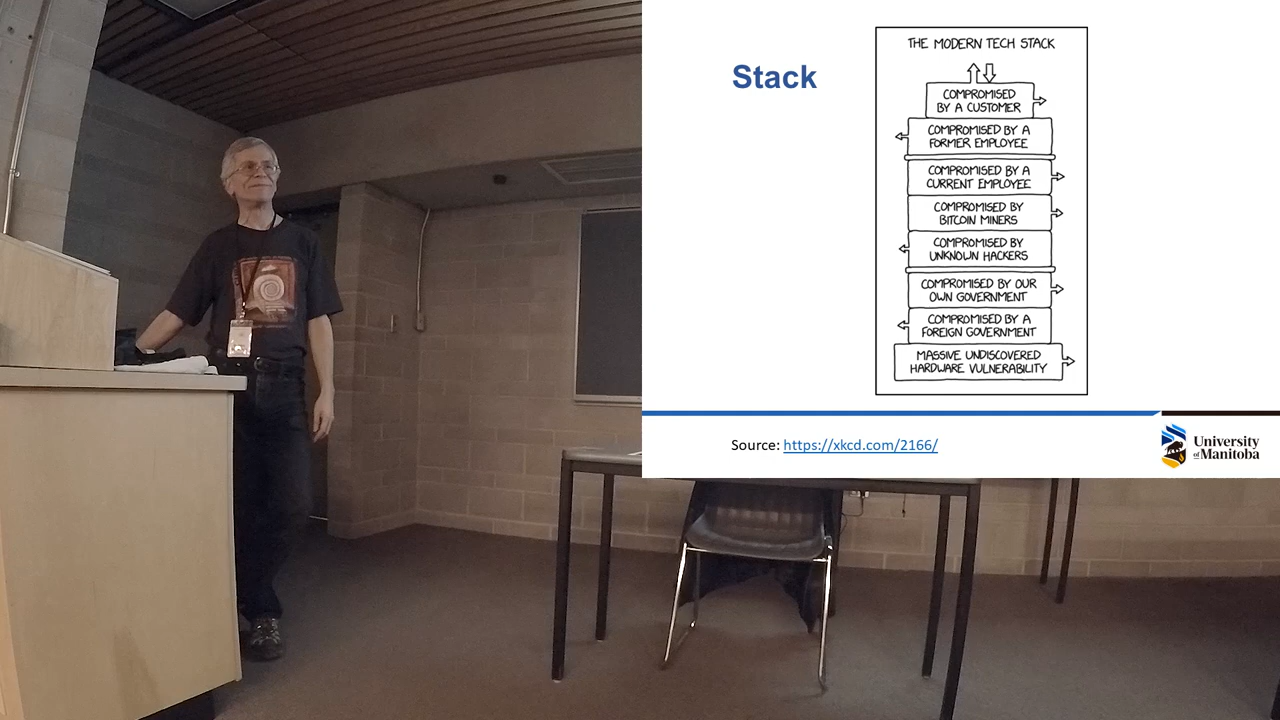 Stack
THE MODERN TECH STACK
COMPROMISED
BY A CUSTOMER
COMPROMISED BY A
FORMER EMPLOYEE
COMPROMISED BY A
CURRENT EMPLOYEE
COMPROMISED BY
BITCOIN MINERS
COMPROMISED BY
UNKNOWN HACKERS
COMPROMISED BY OUR
OWN GOVERNMENT
COMPROMISED BY A
FOREIGN GOVERNMENT
MASSIVE UNDISCOVERED
HARDWARE VULNERABILITY
Source: https://xkcd.com/2166/
University
of Manitoba